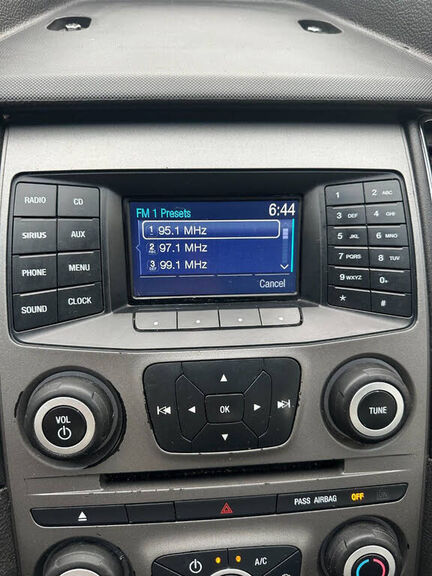 RADIO
CD
SIRIUS
AUX
PHONE
MENU
SOUND
CLOCK
FM 1 Presets 6:44
1 95.1 MHz
2 97.1 MHz
3 99.1 MHz
Cancel
1
2 ABC
3 DEF
4 GHI
5 JKL
6 MNO
7 PQRS
8 TUV
9 WXYZ
0+
*
#
VOL
OK
TUNE
PASS AIRBAG OFF
A/C